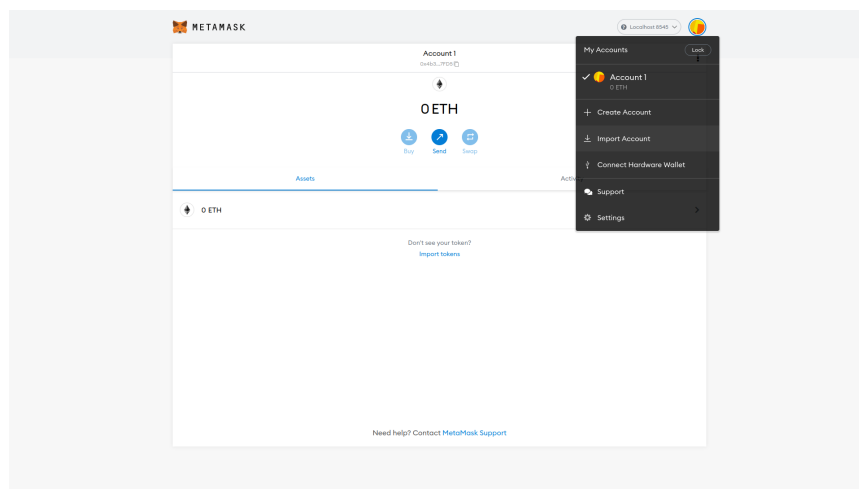 METAMASK
Localhost 8545
Account 1
0 ETH
Buy
Send
Swap
Assets
0 ETH
Don't see your token?
Import tokens
Need help? Contact MetaMask Support
My Accounts
Lock
Account 1
0 ETH
Create Account
Import Account
Connect Hardware Wallet
Support
Settings